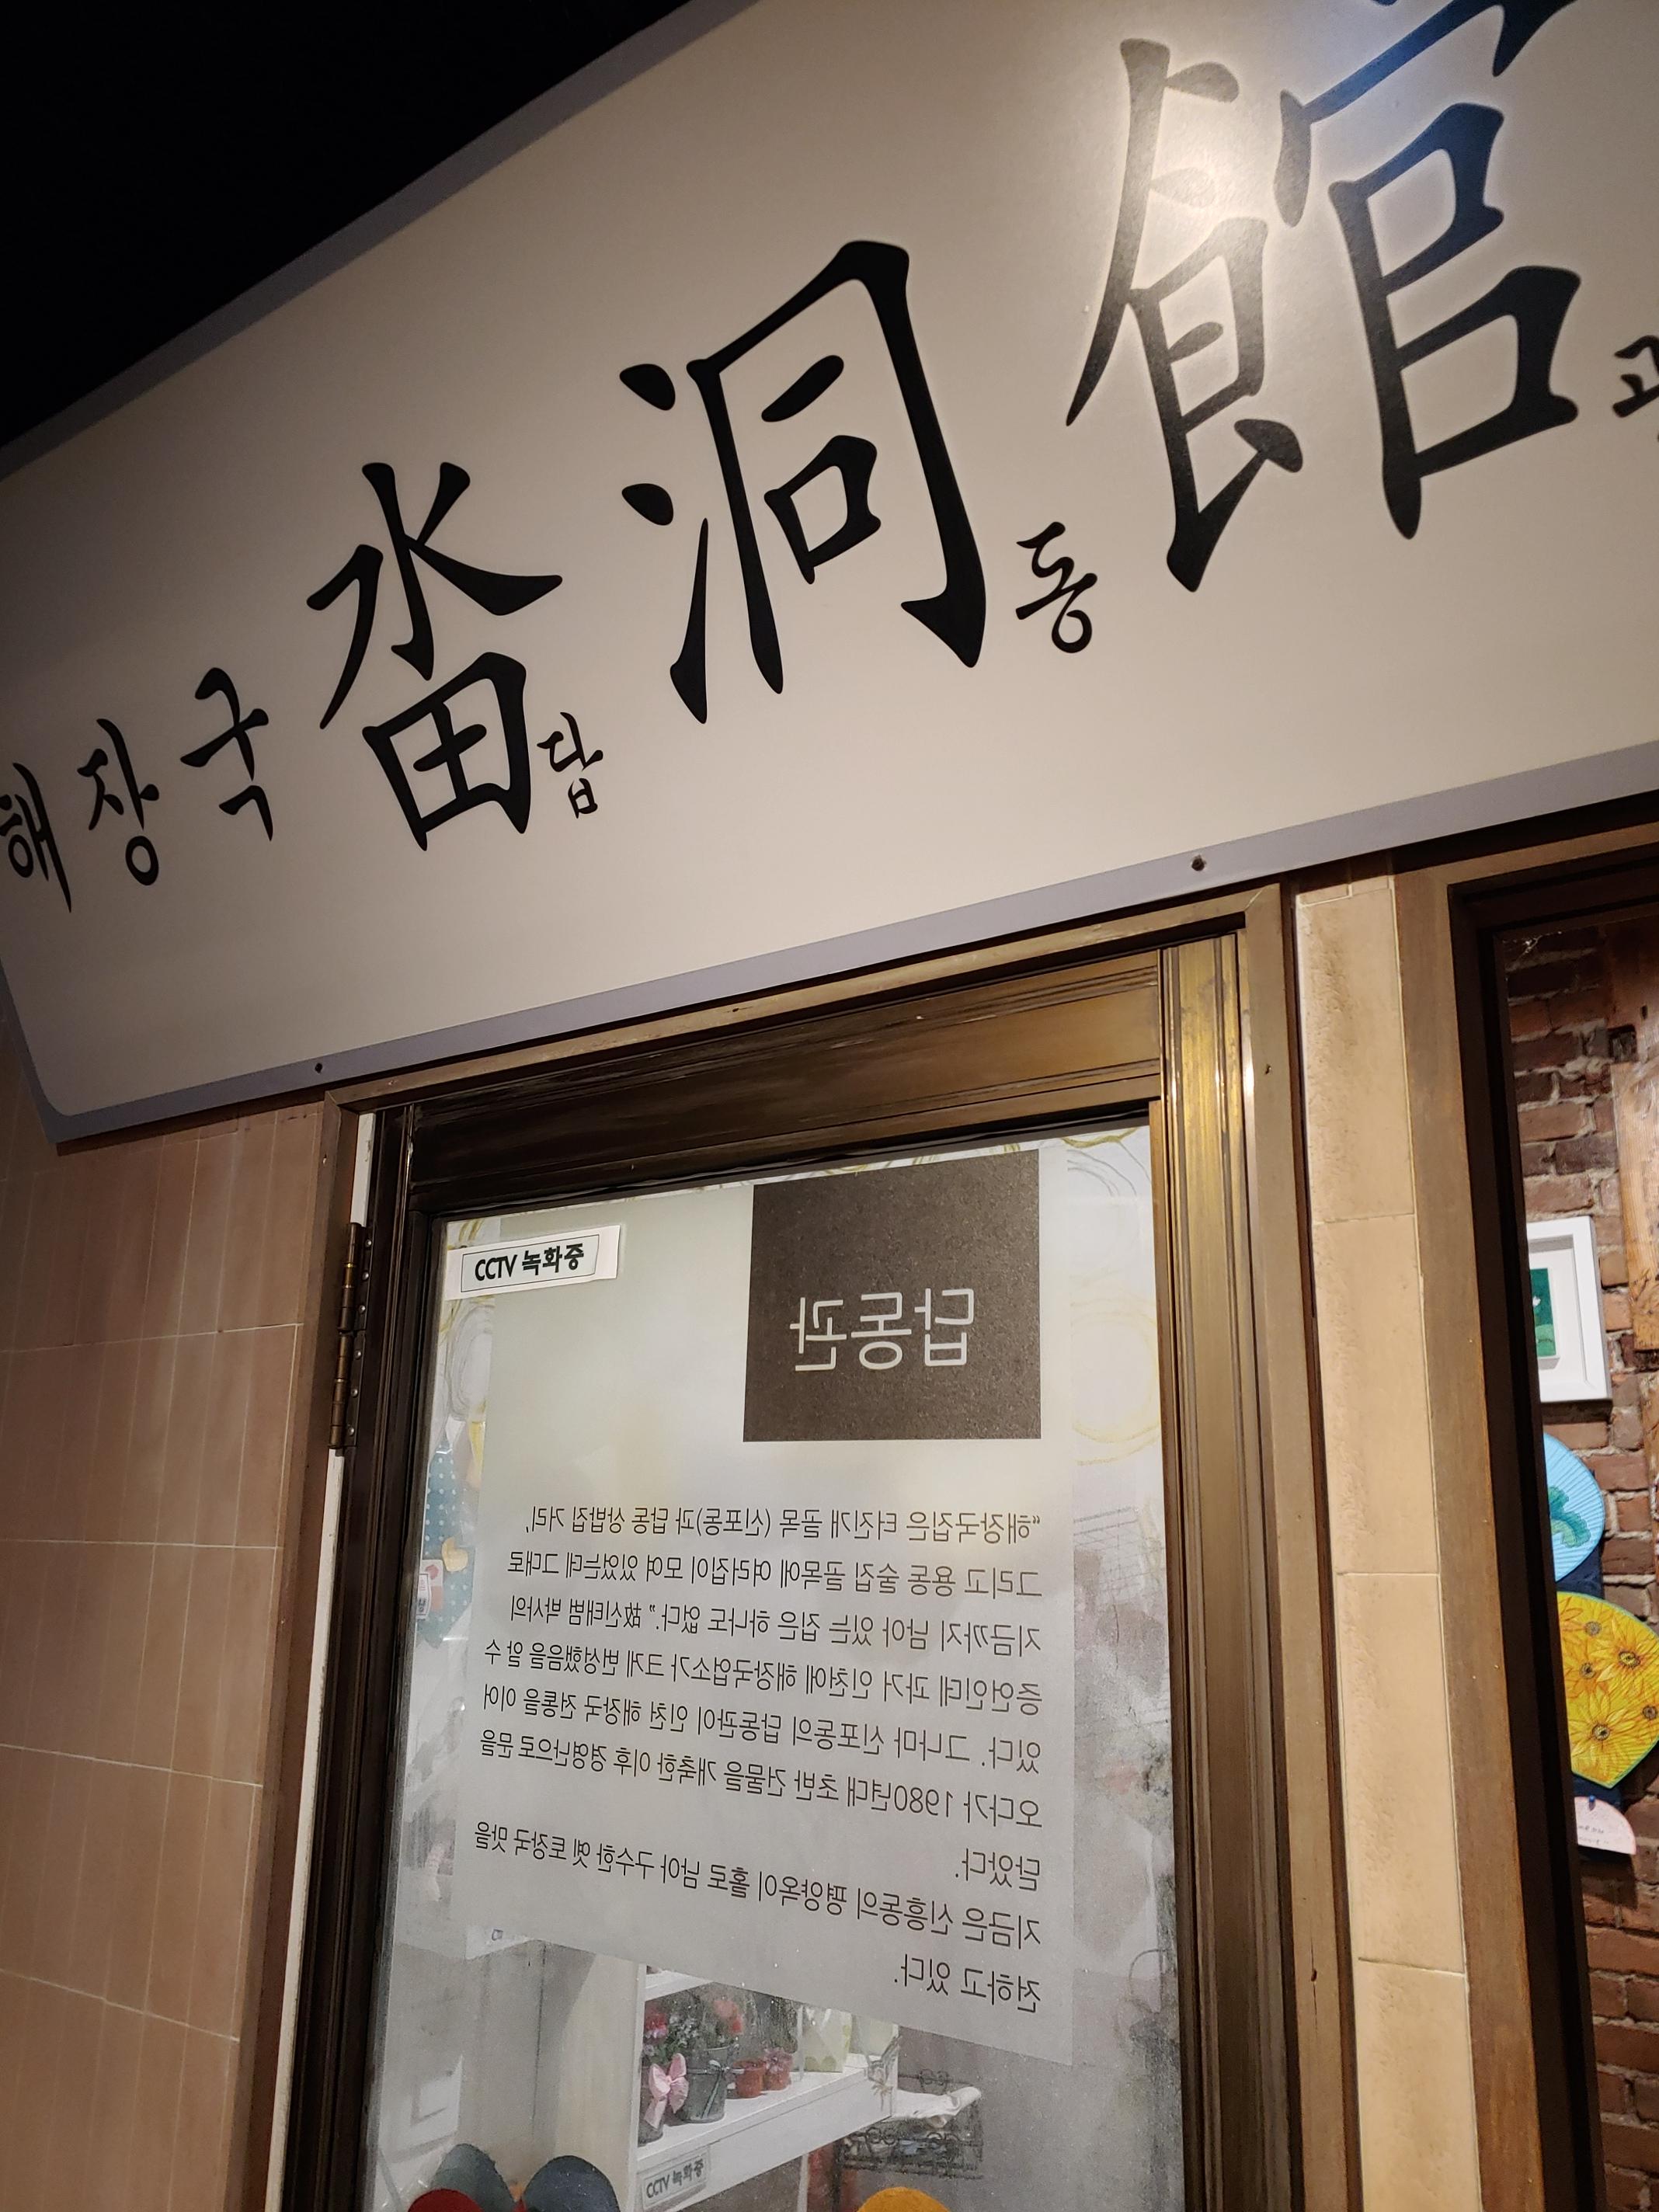 해장국 畓답 洞동 館관
CCTV 녹화중
답동관
“해장국집은 터진개 골목 (신포동)과 답동 싸리집 거리,
그리고 용동 술집 골목에 여러집이 모여 있었는데 그대로
지금까지 남아 있는 집은 하나도 없다.” 故신태범 박사의
증언인데 과거 인천에 해장국업소가 크게 번성했음을 알 수
있다. 그나마 신포동의 답동관이 인천 해장국 전통을 이어
오다가 1980년대 초반 건물을 개축한 이후 경영난으로 문을
닫았다.
지금은 신흥동의 평양옥이 홀로 남아 구수한 옛 토장국 맛을
전하고 있다.
CCTV 녹화중